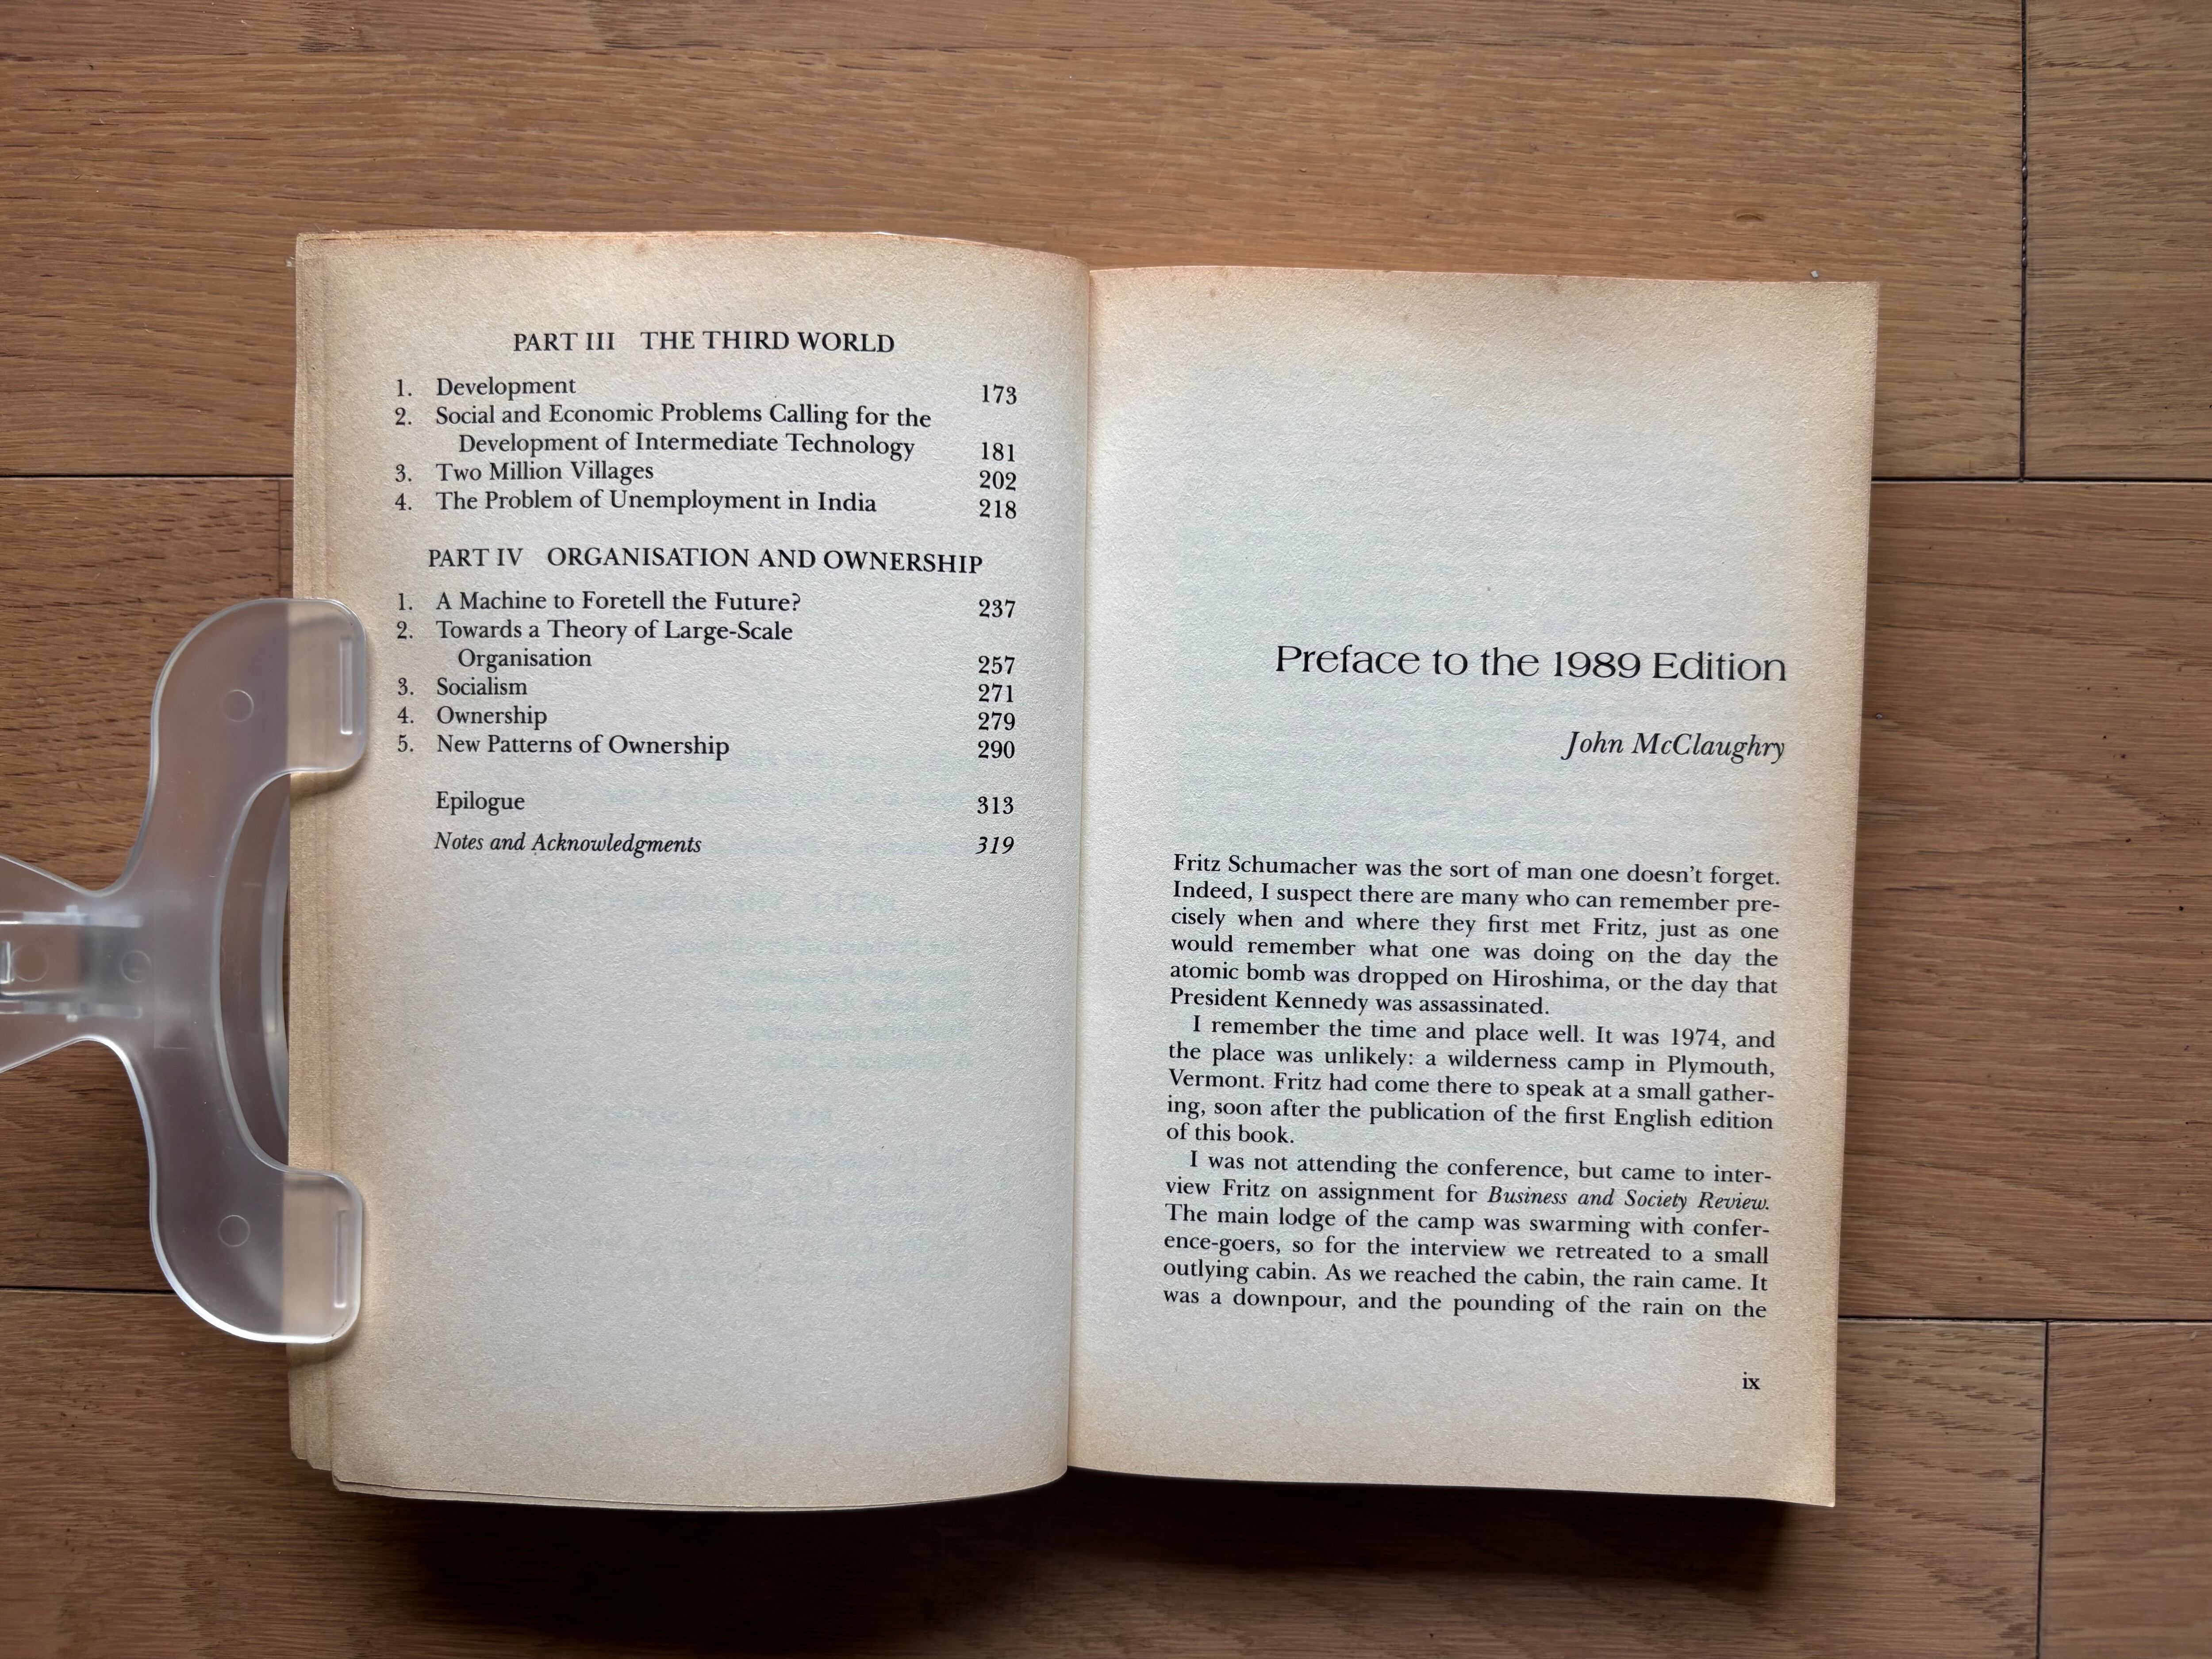 PART III THE THIRD WORLD
1. Development 173
2. Social and Economic Problems Calling for the
Development of Intermediate Technology 181
3. Two Million Villages 202
4. The Problem of Unemployment in India 218
PART IV ORGANISATION AND OWNERSHIP
1. A Machine to Foretell the Future? 237
2. Towards a Theory of Large-Scale
Organisation 257
3. Socialism 271
4. Ownership 279
5. New Patterns of Ownership 290
Epilogue 313
Notes and Acknowledgments 319
Preface to the 1989 Edition
John McClaughry
Fritz Schumacher was the sort of man one doesn't forget.
Indeed, I suspect there are many who can remember pre-
cisely when and where they first met Fritz, just as one
would remember what one was doing on the day the
atomic bomb was dropped on Hiroshima, or the day that
President Kennedy was assassinated.
I remember the time and place well. It was 1974, and
the place was unlikely: a wilderness camp in Plymouth,
Vermont. Fritz had come there to speak at a small gather-
ing, soon after the publication of the first English edition
of this book.
I was not attending the conference, but came to inter-
view Fritz on assignment for Business and Society Review.
The main lodge of the camp was swarming with confer-
ence-goers, so for the interview we retreated to a small
outlying cabin. As we reached the cabin, the rain came. It
was a downpour, and the pounding of the rain on the
ix